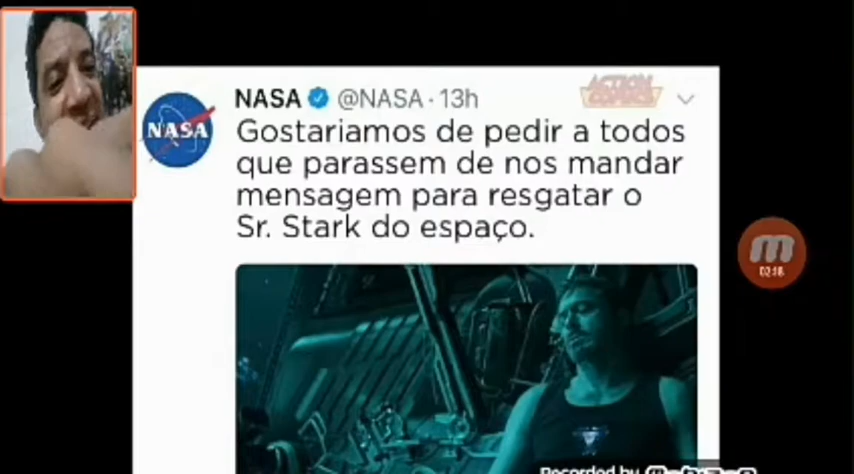 NASA @NASA · 13h
ACTION COMICS
NASA
Gostariamos de pedir a todos
que parassem de nos mandar
mensagem para resgatar o
Sr. Stark do espaço.
02:18
Recorded by